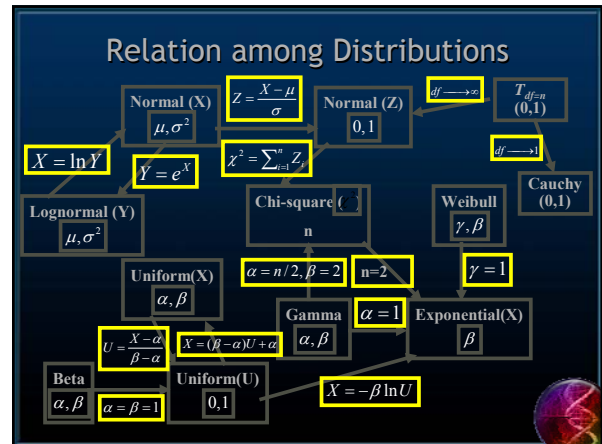 Relation among Distributions
Normal (X)
μ,σ²
Z = (X − μ)/σ
Normal (Z)
0,1
df ⟶ ∞
T_{df=n}
(0,1)
X = ln Y
Y = e^X
χ² = ∑_{i=1}^{n} Z_i
df ⟶ 1
Cauchy
(0,1)
Lognormal (Y)
μ,σ²
Chi-square (
n
Weibull
γ,β
Uniform(X)
α,β
α = n/2, β = 2
n=2
γ = 1
U = (X − α)/(β − α)
X = (β−α)U + α
Gamma
α,β
α = 1
Exponential(X)
β
Beta
α,β
α = β = 1
Uniform(U)
0,1
X = −β ln U